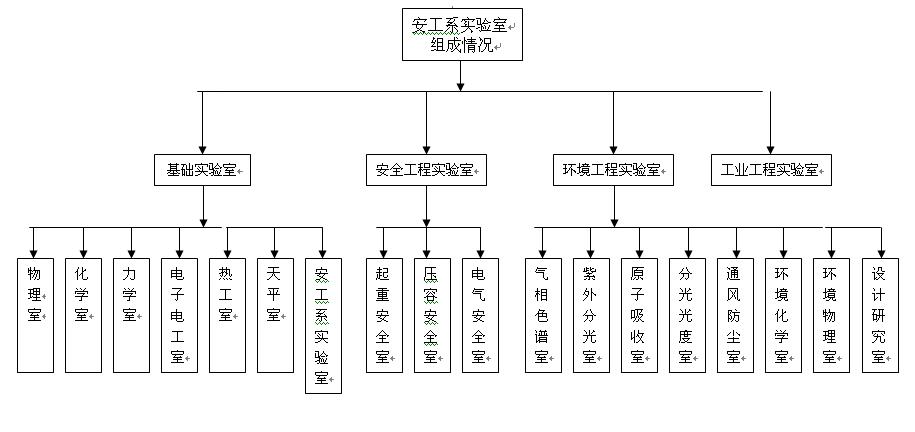 安工系实验室
组成情况
基础实验室
安全工程实验室
环境工程实验室
工业工程实验室
物理室
化学室
力学室
电子电工室
热工室
天平室
安工系实验室
起重安全室
压容安全室
电气安全室
气相色谱室
紫外分光室
原子吸收室
分光光度室
通风防尘室
环境化学室
环境物理室
设计研究室